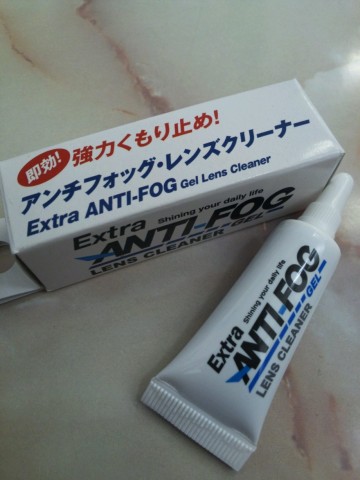 即効!
強力くもり止め!
アンチフォッグ・レンズクリーナー
Extra ANTI-FOG Gel Lens Cleaner
Extra
Shining your daily life
ANTI-FOG
LENS CLEANER GEL
Extra
Shining your daily life
ANTI-FOG
LENS CLEANER GEL